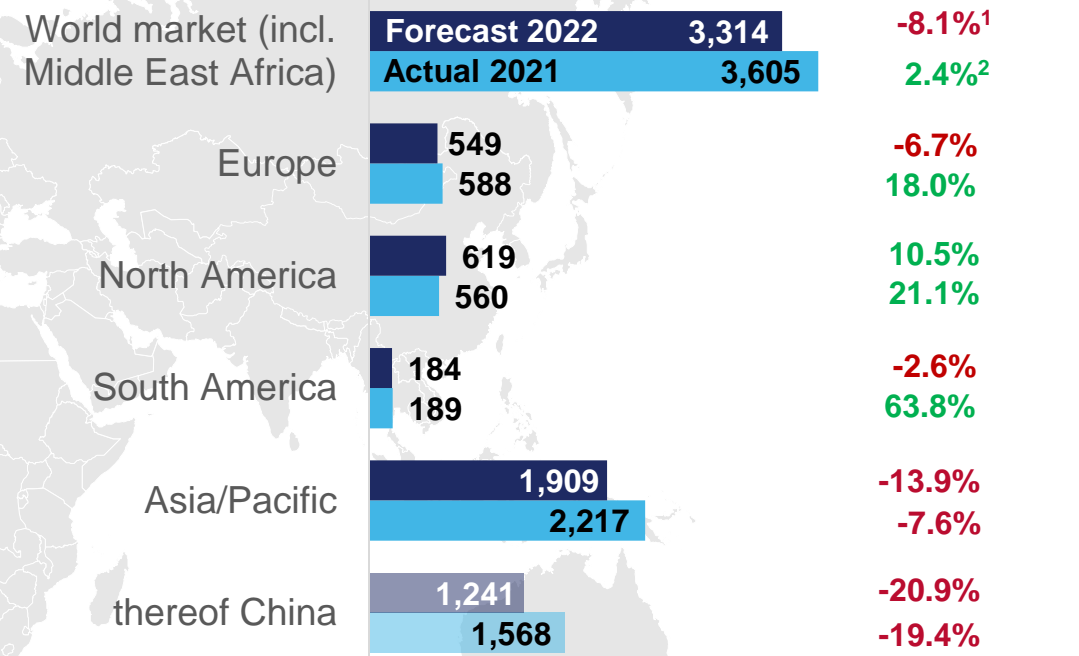 World market (incl. Middle East Africa)
Forecast 2022 3,314 -8.1%¹
Actual 2021 3,605 2.4%²
Europe
549 -6.7%
588 18.0%
North America
619 10.5%
560 21.1%
South America
184 -2.6%
189 63.8%
Asia/Pacific
1,909 -13.9%
2,217 -7.6%
thereof China
1,241 -20.9%
1,568 -19.4%